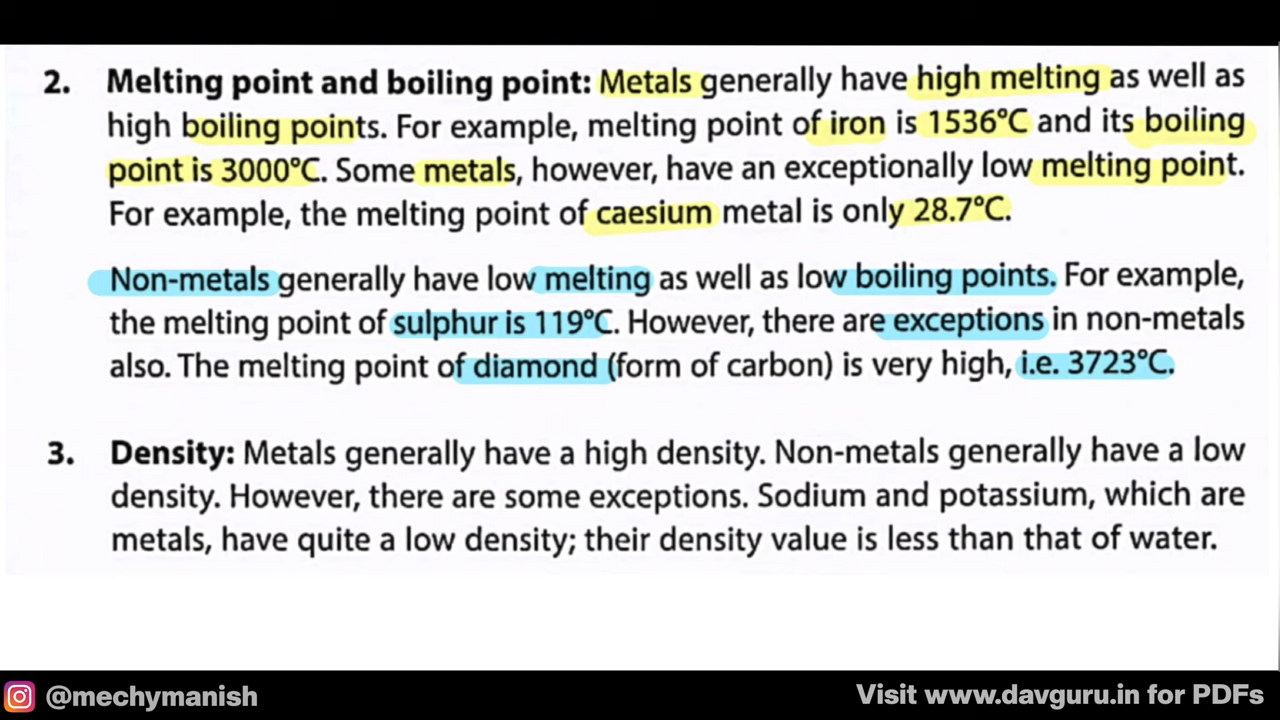 2. Melting point and boiling point: Metals generally have high melting as well as
high boiling points. For example, melting point of iron is 1536°C and its boiling
point is 3000°C. Some metals, however, have an exceptionally low melting point.
For example, the melting point of caesium metal is only 28.7°C.
Non-metals generally have low melting as well as low boiling points. For example,
the melting point of sulphur is 119°C. However, there are exceptions in non-metals
also. The melting point of diamond (form of carbon) is very high, i.e. 3723°C.
3. Density: Metals generally have a high density. Non-metals generally have a low
density. However, there are some exceptions. Sodium and potassium, which are
metals, have quite a low density; their density value is less than that of water.
@mechymanish
Visit www.davguru.in for PDFs